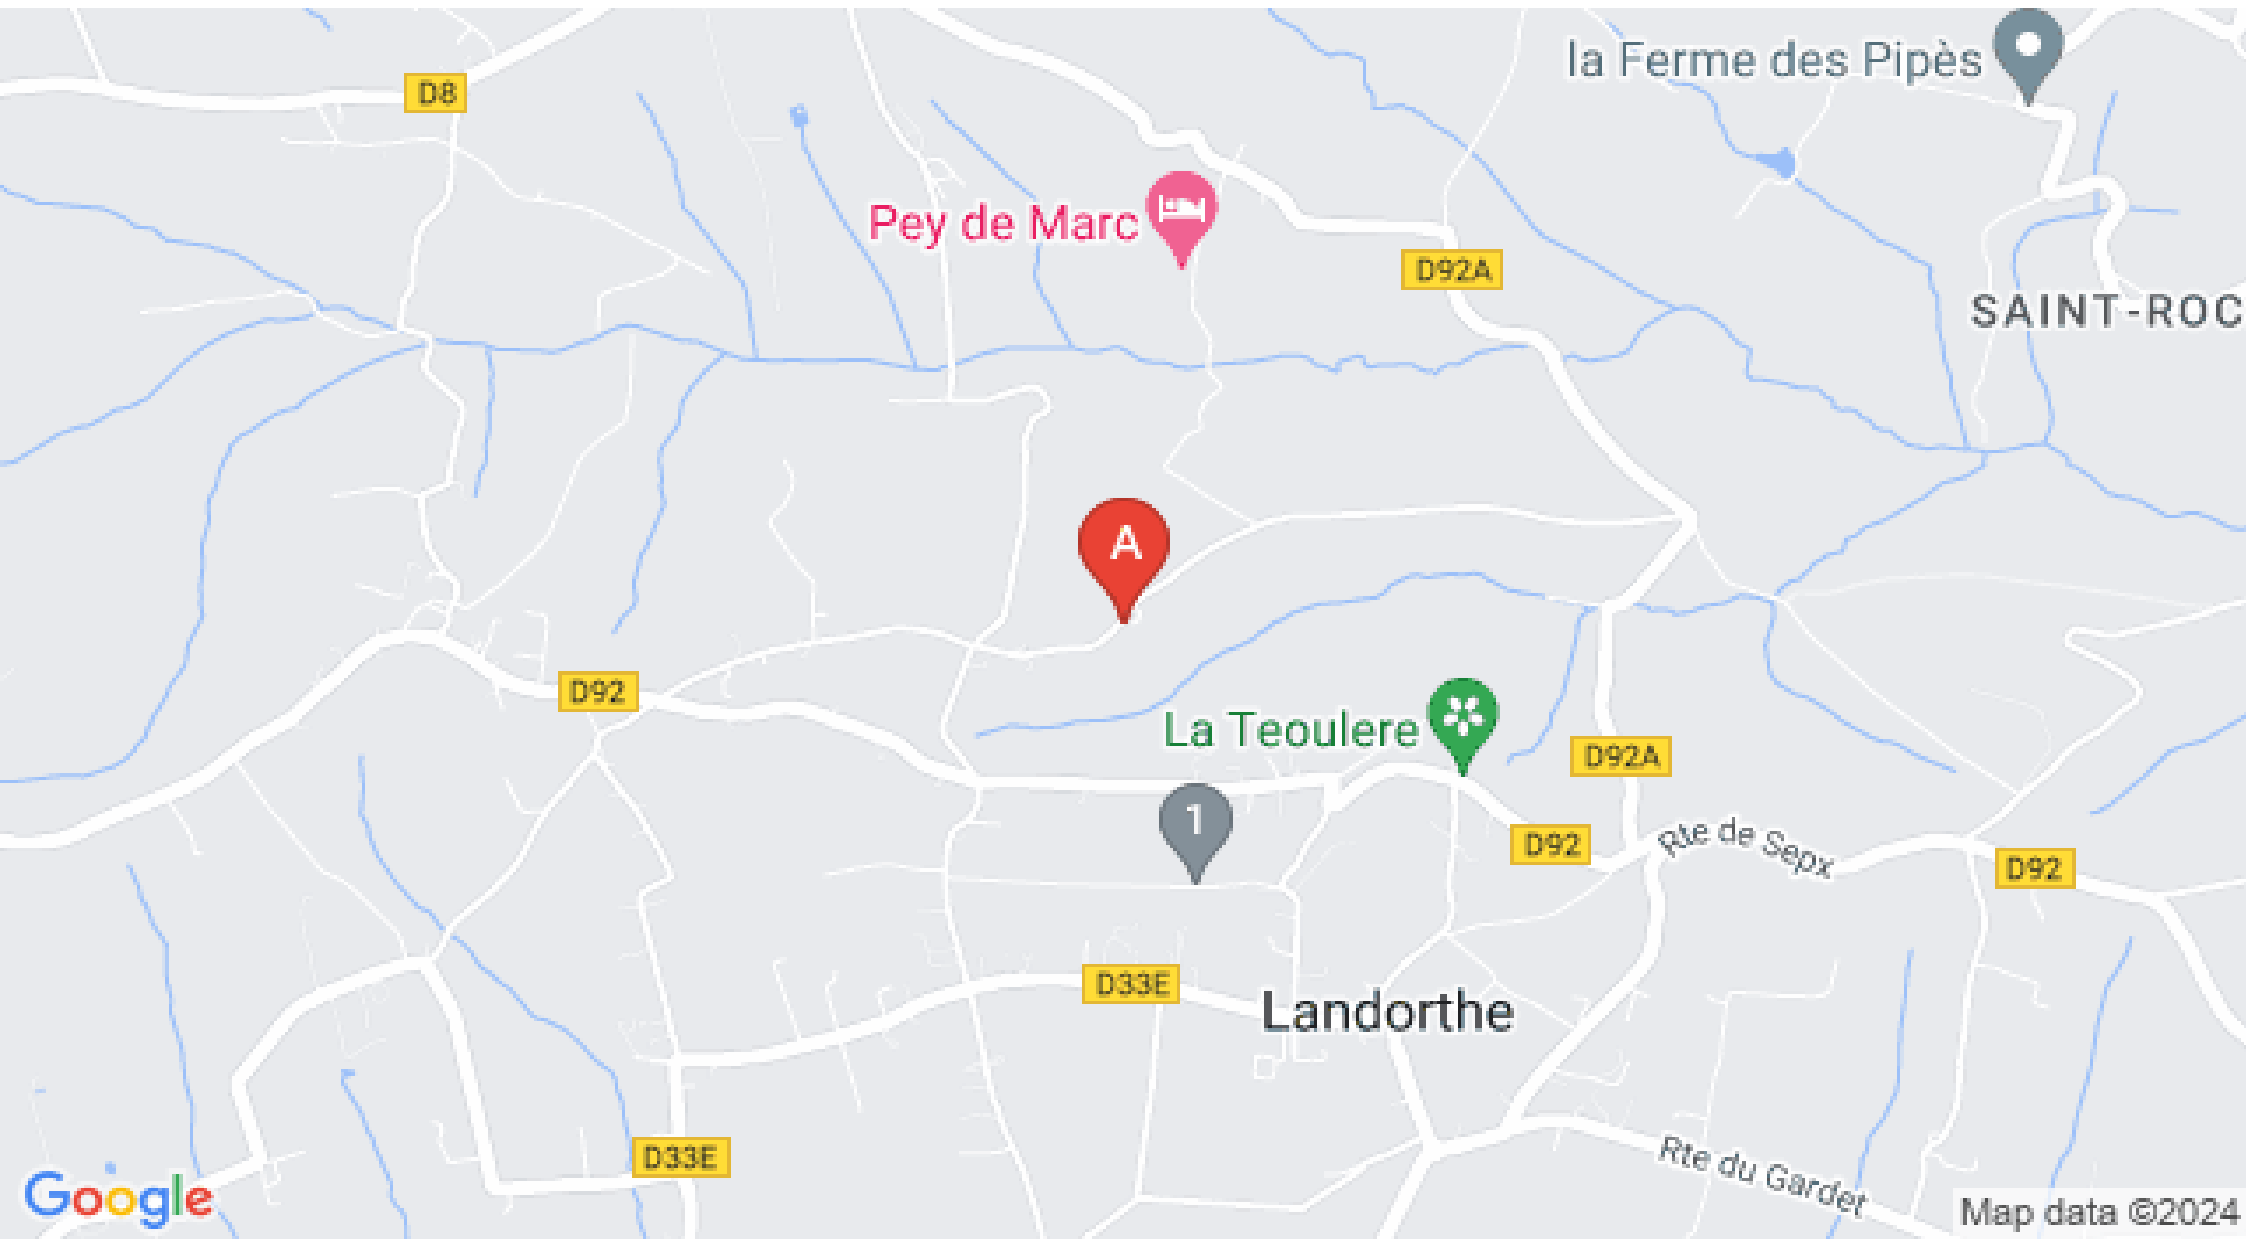 la Ferme des Pipès
D8
Pey de Marc
D92A
SAINT-ROC
A
D92
La Teoulere
D92A
1
D92
Rte de Sepx
D92
D33E
Landorthe
D33E
Rte du Gardet
Google
Map data ©2024